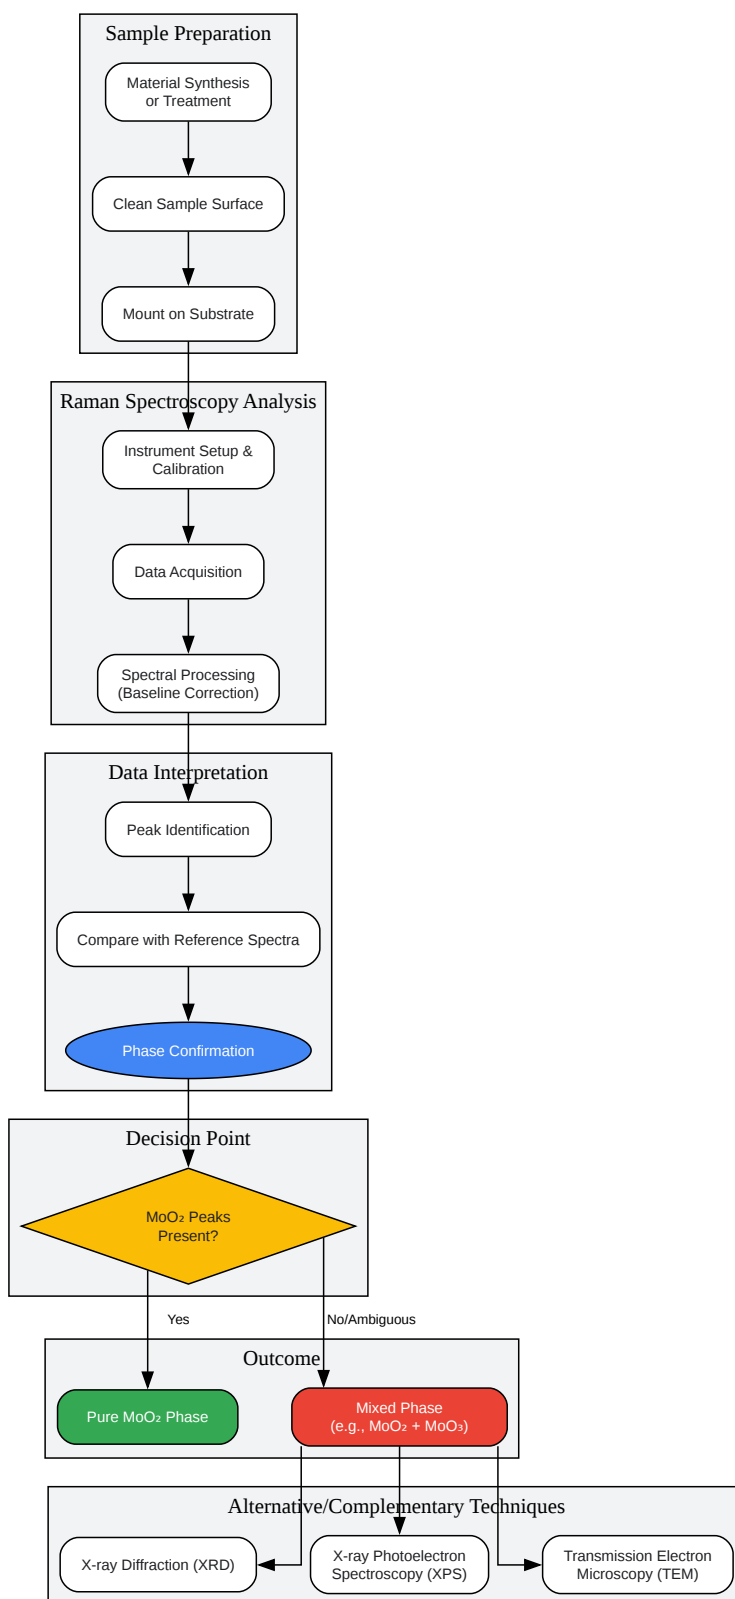 Sample Preparation
Material Synthesis
or Treatment
Clean Sample Surface
Mount on Substrate
Raman Spectroscopy Analysis
Instrument Setup &
Calibration
Data Acquisition
Spectral Processing
(Baseline Correction)
Data Interpretation
Peak Identification
Compare with Reference Spectra
Phase Confirmation
Decision Point
MoO₂ Peaks
Present?
Yes
No/Ambiguous
Outcome
Pure MoO₂ Phase
Mixed Phase
(e.g., MoO₂ + MoO₃)
Alternative/Complementary Techniques
X-ray Diffraction (XRD)
X-ray Photoelectron
Spectroscopy (XPS)
Transmission Electron
Microscopy (TEM)